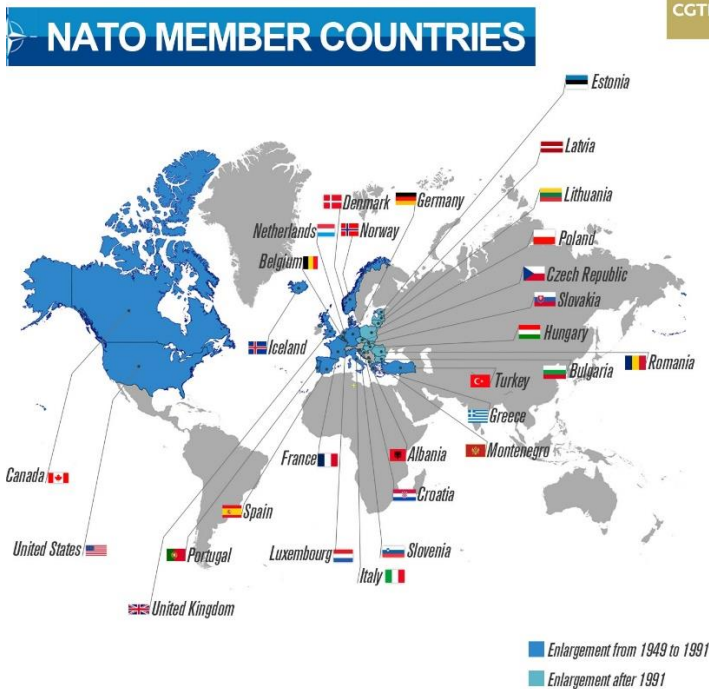 NATO MEMBER COUNTRIES
Estonia
Latvia
Lithuania
Denmark
Germany
Netherlands
Norway
Poland
Belgium
Czech Republic
Slovakia
Hungary
Iceland
Romania
Bulgaria
Turkey
Greece
Montenegro
Albania
France
Canada
Croatia
Spain
United States
Portugal
Luxembourg
Slovenia
Italy
United Kingdom
Enlargement from 1949 to 1991
Enlargement after 1991